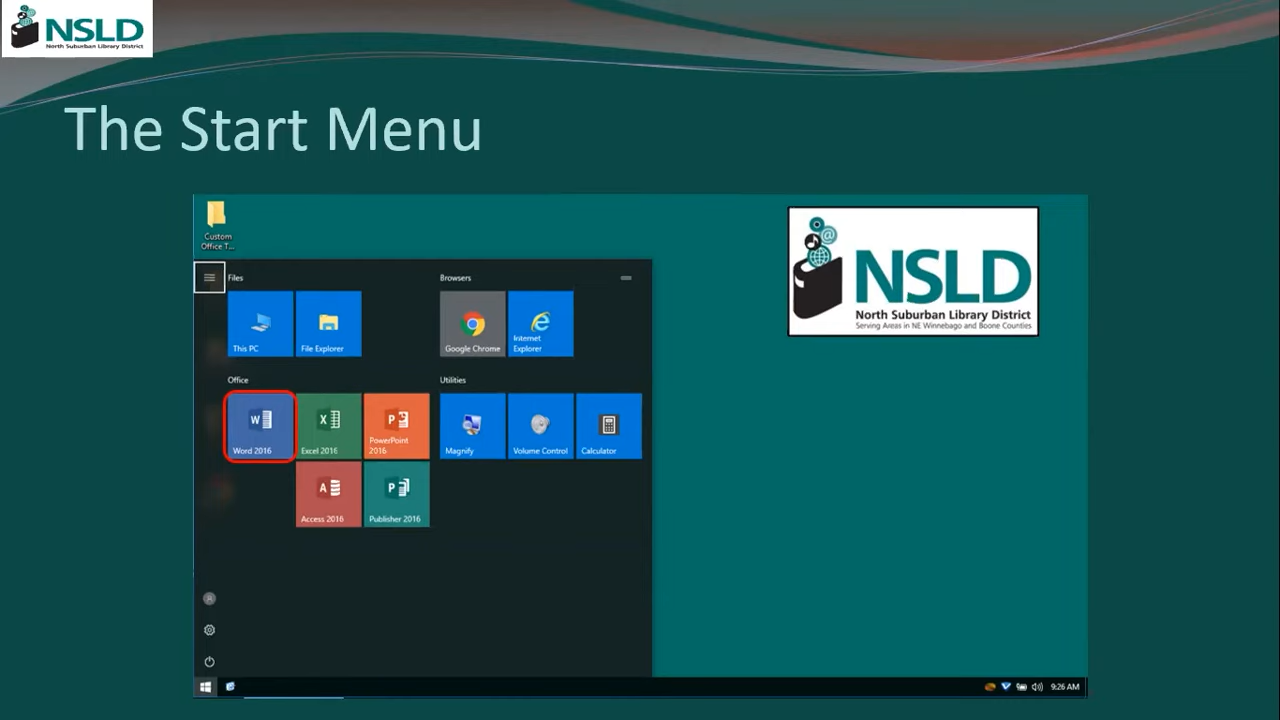 NSLD
North Suburban Library District
The Start Menu
Custom
Office T...
NSLD
North Suburban Library District
Serving Areas in NE Winnebago and Boone Counties
Files
Browsers
This PC
File Explorer
Google Chrome
Internet
Explorer
Office
Utilities
Word 2016
Excel 2016
PowerPoint
2016
Magnify
Volume Control
Calculator
Access 2016
Publisher 2016
9:26 AM